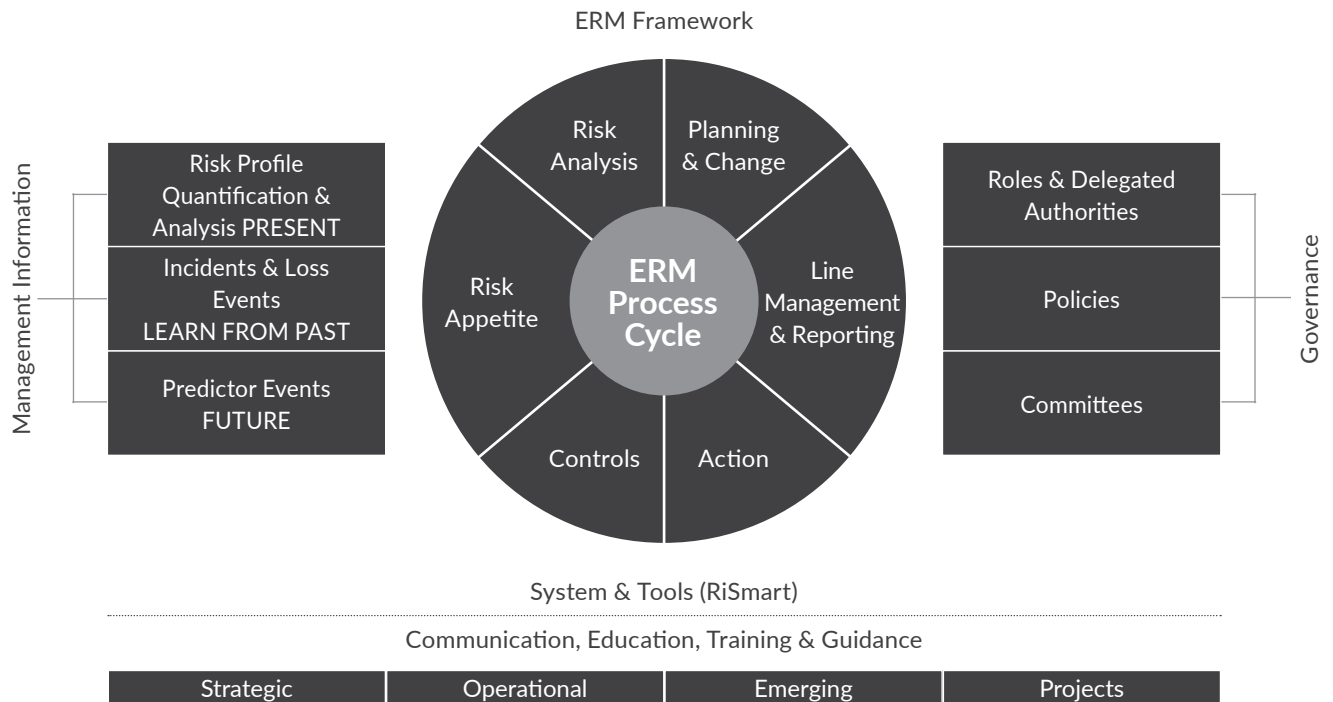 ERM Framework
Management Information
Risk Profile
Quantification &
Analysis PRESENT
Incidents & Loss
Events
LEARN FROM PAST
Predictor Events
FUTURE
Risk
Analysis
Planning
& Change
Risk
Appetite
ERM
Process
Cycle
Line
Management
& Reporting
Controls
Action
Roles & Delegated
Authorities
Policies
Committees
Governance
System & Tools (RiSmart)
Communication, Education, Training & Guidance
Strategic
Operational
Emerging
Projects